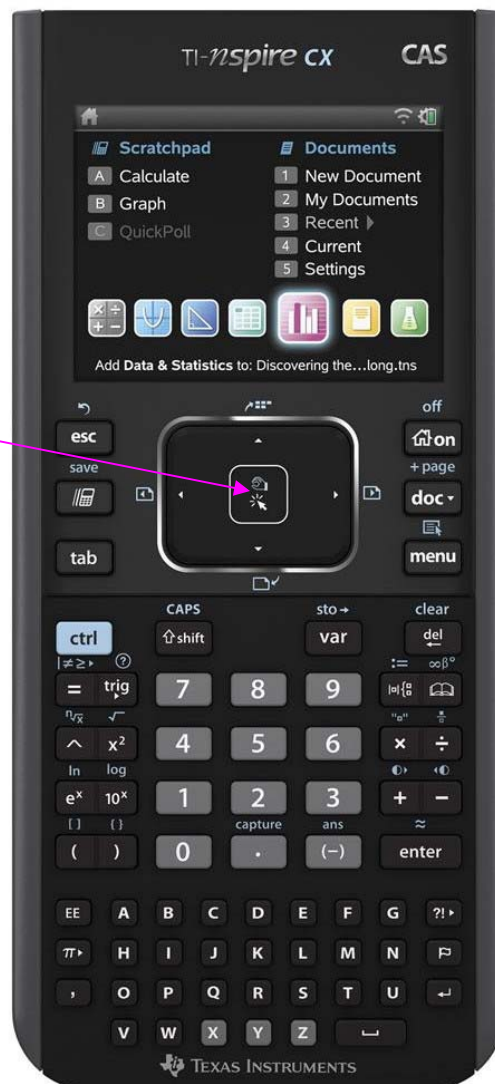 TI-nspire CX CAS
Scratchpad Documents
A Calculate 1 New Document
B Graph 2 My Documents
C QuickPoll 3 Recent
4 Current
5 Settings
Add Data & Statistics to: Discovering the...long.tns
off
esc on
save + page
doc
tab menu
CAPS sto→ clear
ctrl ⇧shift var del
|≠≥▸ ? := ∞β°
= trig 7 8 9 |□|{□
ⁿ√x √ "□" □/□
^ x² 4 5 6 × ÷
ln log
eˣ 10ˣ 1 2 3 + −
[ ] { } capture ans ≈
( ) 0 . (−) enter
EE A B C D E F G ?!▸
π▸ H I J K L M N
, O P Q R S T U ↵
V W X Y Z
TEXAS INSTRUMENTS